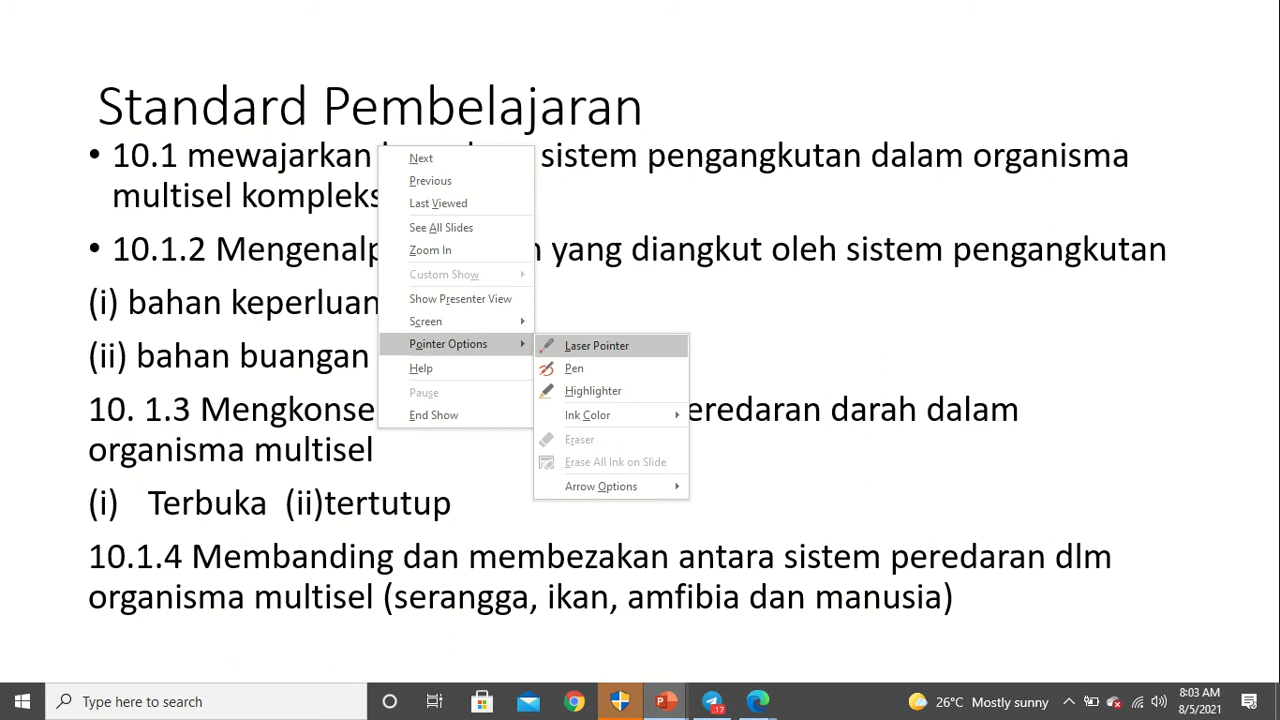 Standard Pembelajaran
• 10.1 mewajarkan sistem pengangkutan dalam organisma
multisel kompleks
• 10.1.2 Mengenalp yang diangkut oleh sistem pengangkutan
(i) bahan keperluan
(ii) bahan buangan
10. 1.3 Mengkonse eredaran darah dalam
organisma multisel
(i) Terbuka (ii)tertutup
10.1.4 Membanding dan membezakan antara sistem peredaran dlm
organisma multisel (serangga, ikan, amfibia dan manusia)
Next
Previous
Last Viewed
See All Slides
Zoom In
Custom Show
Show Presenter View
Screen
Pointer Options
Help
Pause
End Show
Laser Pointer
Pen
Highlighter
Ink Color
Eraser
Erase All Ink on Slide
Arrow Options
Type here to search
17
26°C Mostly sunny
8:03 AM
8/5/2021